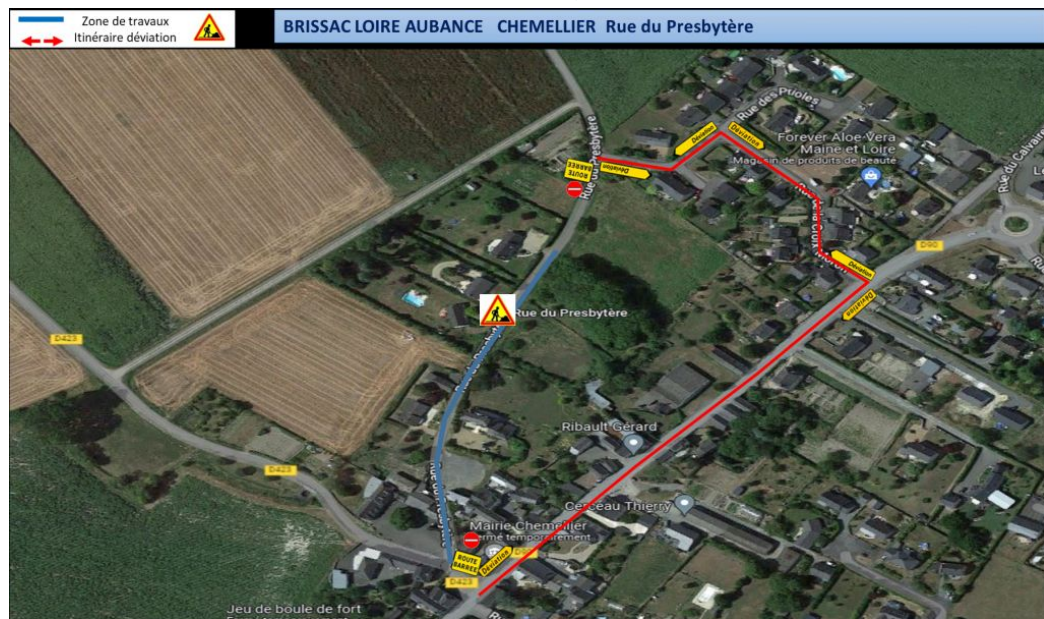 Zone de travaux
Itinéraire déviation
BRISSAC LOIRE AUBANCE CHEMELLIER Rue du Presbytère
Rue des Puoles
Déviation
Déviation
Forever Aloe Vera
Maine et Loire
Magasin de produits de beauté
Rue du Calvaire
Rue du Presbytère
ROUTE
BARREE
Déviation
D90
Déviation
Déviation
Rue du Presbytère
D423
Ribault Gérard
D423
Cerceau Thierry
Mairie Chemellier
Fermé temporairement
ROUTE
BARREE
Déviation
D423
Jeu de boule de fort